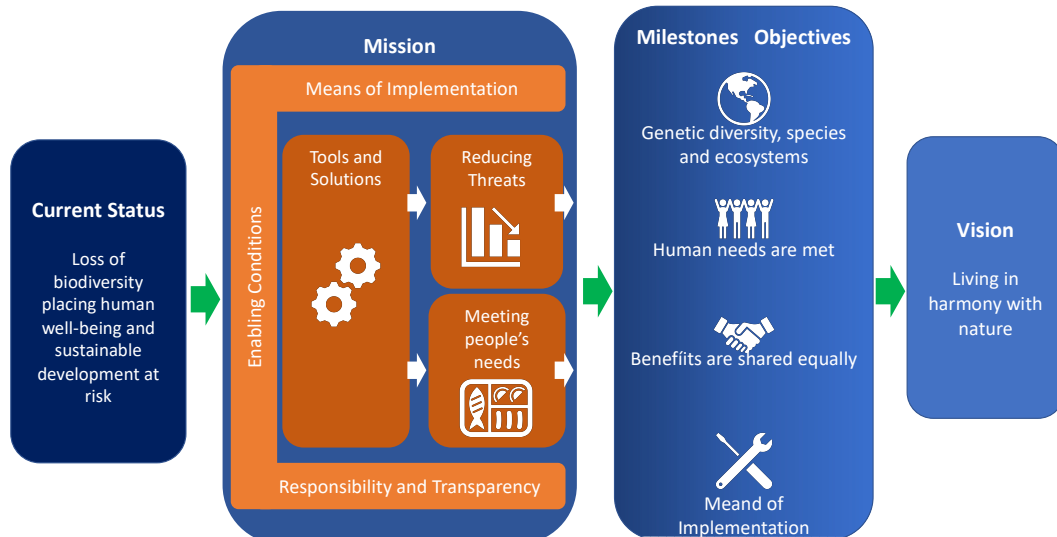 Current Status
Loss of
biodiversity
placing human
well-being and
sustainable
development at
risk
Mission
Means of Implementation
Enabling Conditions
Tools and
Solutions
Reducing
Threats
Meeting
people’s
needs
Responsibility and Transparency
Milestones Objectives
Genetic diversity, species
and ecosystems
Human needs are met
Benefíits are shared equally
Meand of
Implementation
Vision
Living in
harmony with
nature